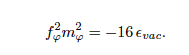 $f_{\varphi}^{2} m_{\varphi}^{2} = -16\, \epsilon_{vac}.$